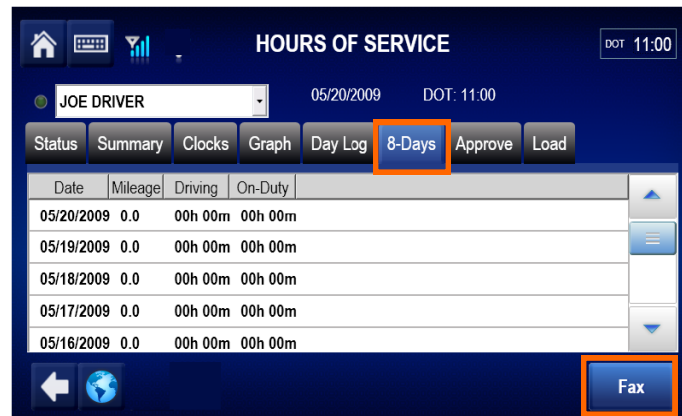 HOURS OF SERVICE DOT 11:00
JOE DRIVER 05/20/2009 DOT: 11:00
Status Summary Clocks Graph Day Log 8-Days Approve Load
Date Mileage Driving On-Duty
05/20/2009 0.0 00h 00m 00h 00m
05/19/2009 0.0 00h 00m 00h 00m
05/18/2009 0.0 00h 00m 00h 00m
05/17/2009 0.0 00h 00m 00h 00m
05/16/2009 0.0 00h 00m 00h 00m
Fax